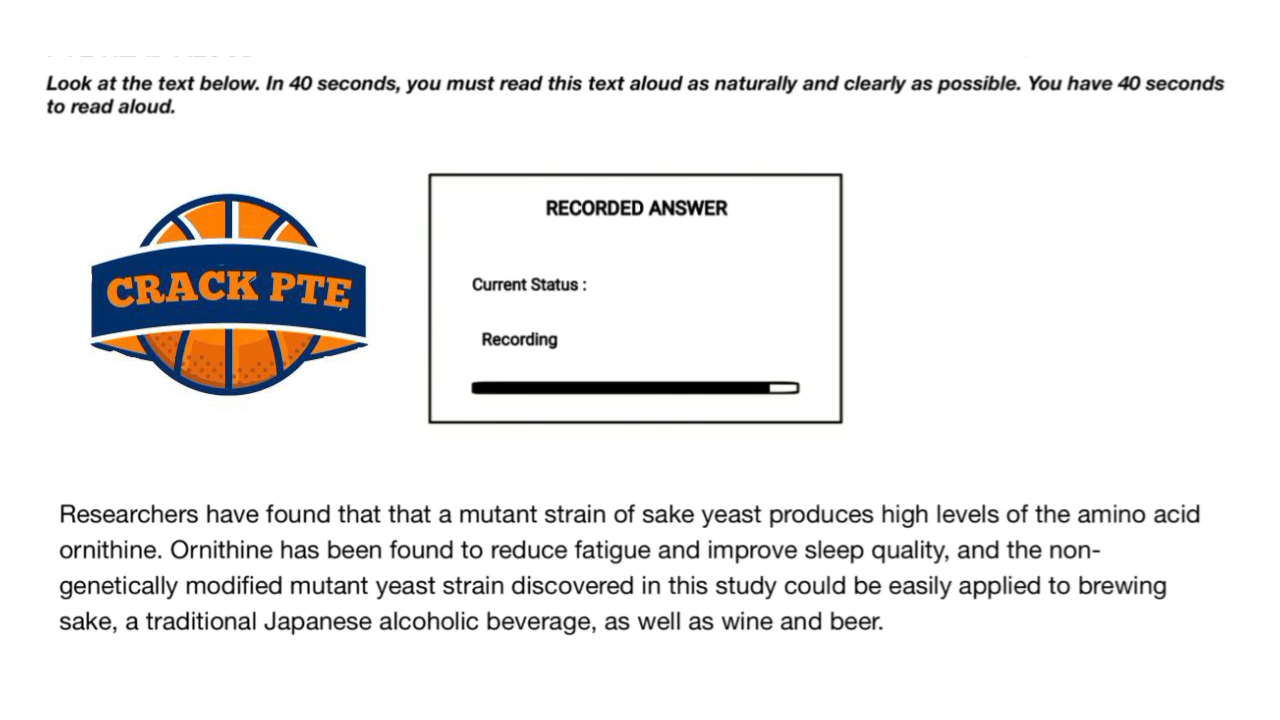 Look at the text below. In 40 seconds, you must read this text aloud as naturally and clearly as possible. You have 40 seconds
to read aloud.
CRACK PTE
RECORDED ANSWER
Current Status :
Recording
Researchers have found that that a mutant strain of sake yeast produces high levels of the amino acid
ornithine. Ornithine has been found to reduce fatigue and improve sleep quality, and the non-
genetically modified mutant yeast strain discovered in this study could be easily applied to brewing
sake, a traditional Japanese alcoholic beverage, as well as wine and beer.